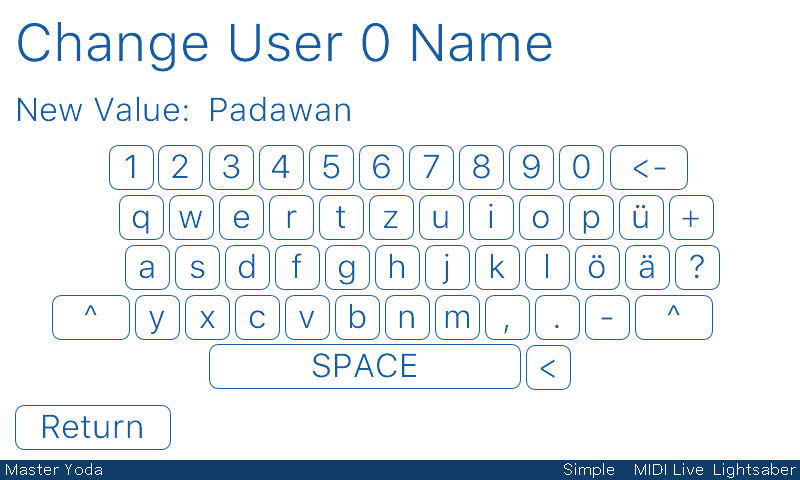 Change User 0 Name
New Value: Padawan
1 2 3 4 5 6 7 8 9 0 <-
q w e r t z u i o p ü +
a s d f g h j k l ö ä ?
^ y x c v b n m , . - ^
SPACE <
Return
Master Yoda Simple MIDI Live Lightsaber